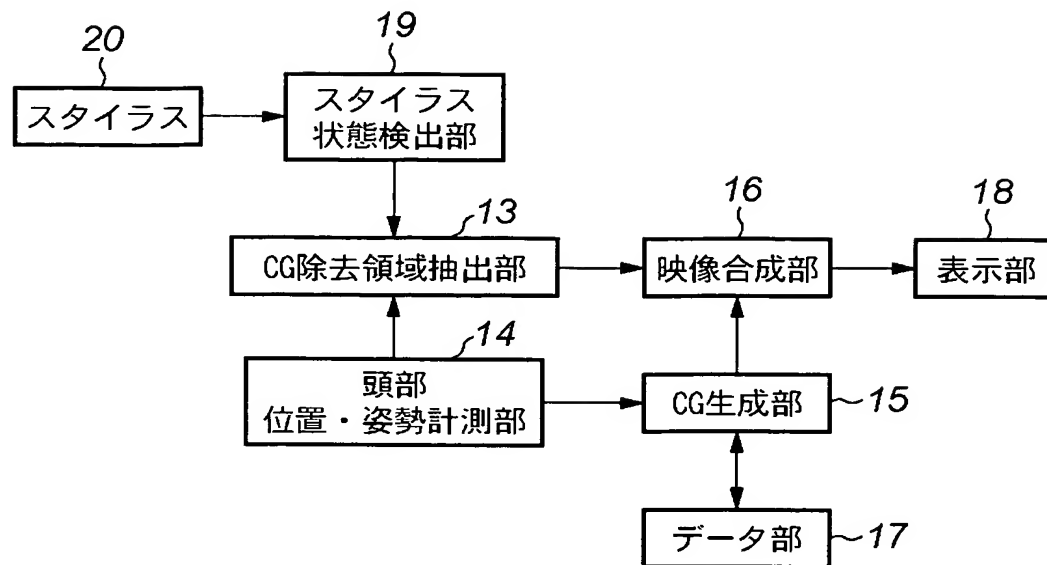 20
スタイラス
19
スタイラス
状態検出部
13
CG除去領域抽出部
16
映像合成部
18
表示部
14
頭部
位置・姿勢計測部
CG生成部
15
データ部
17